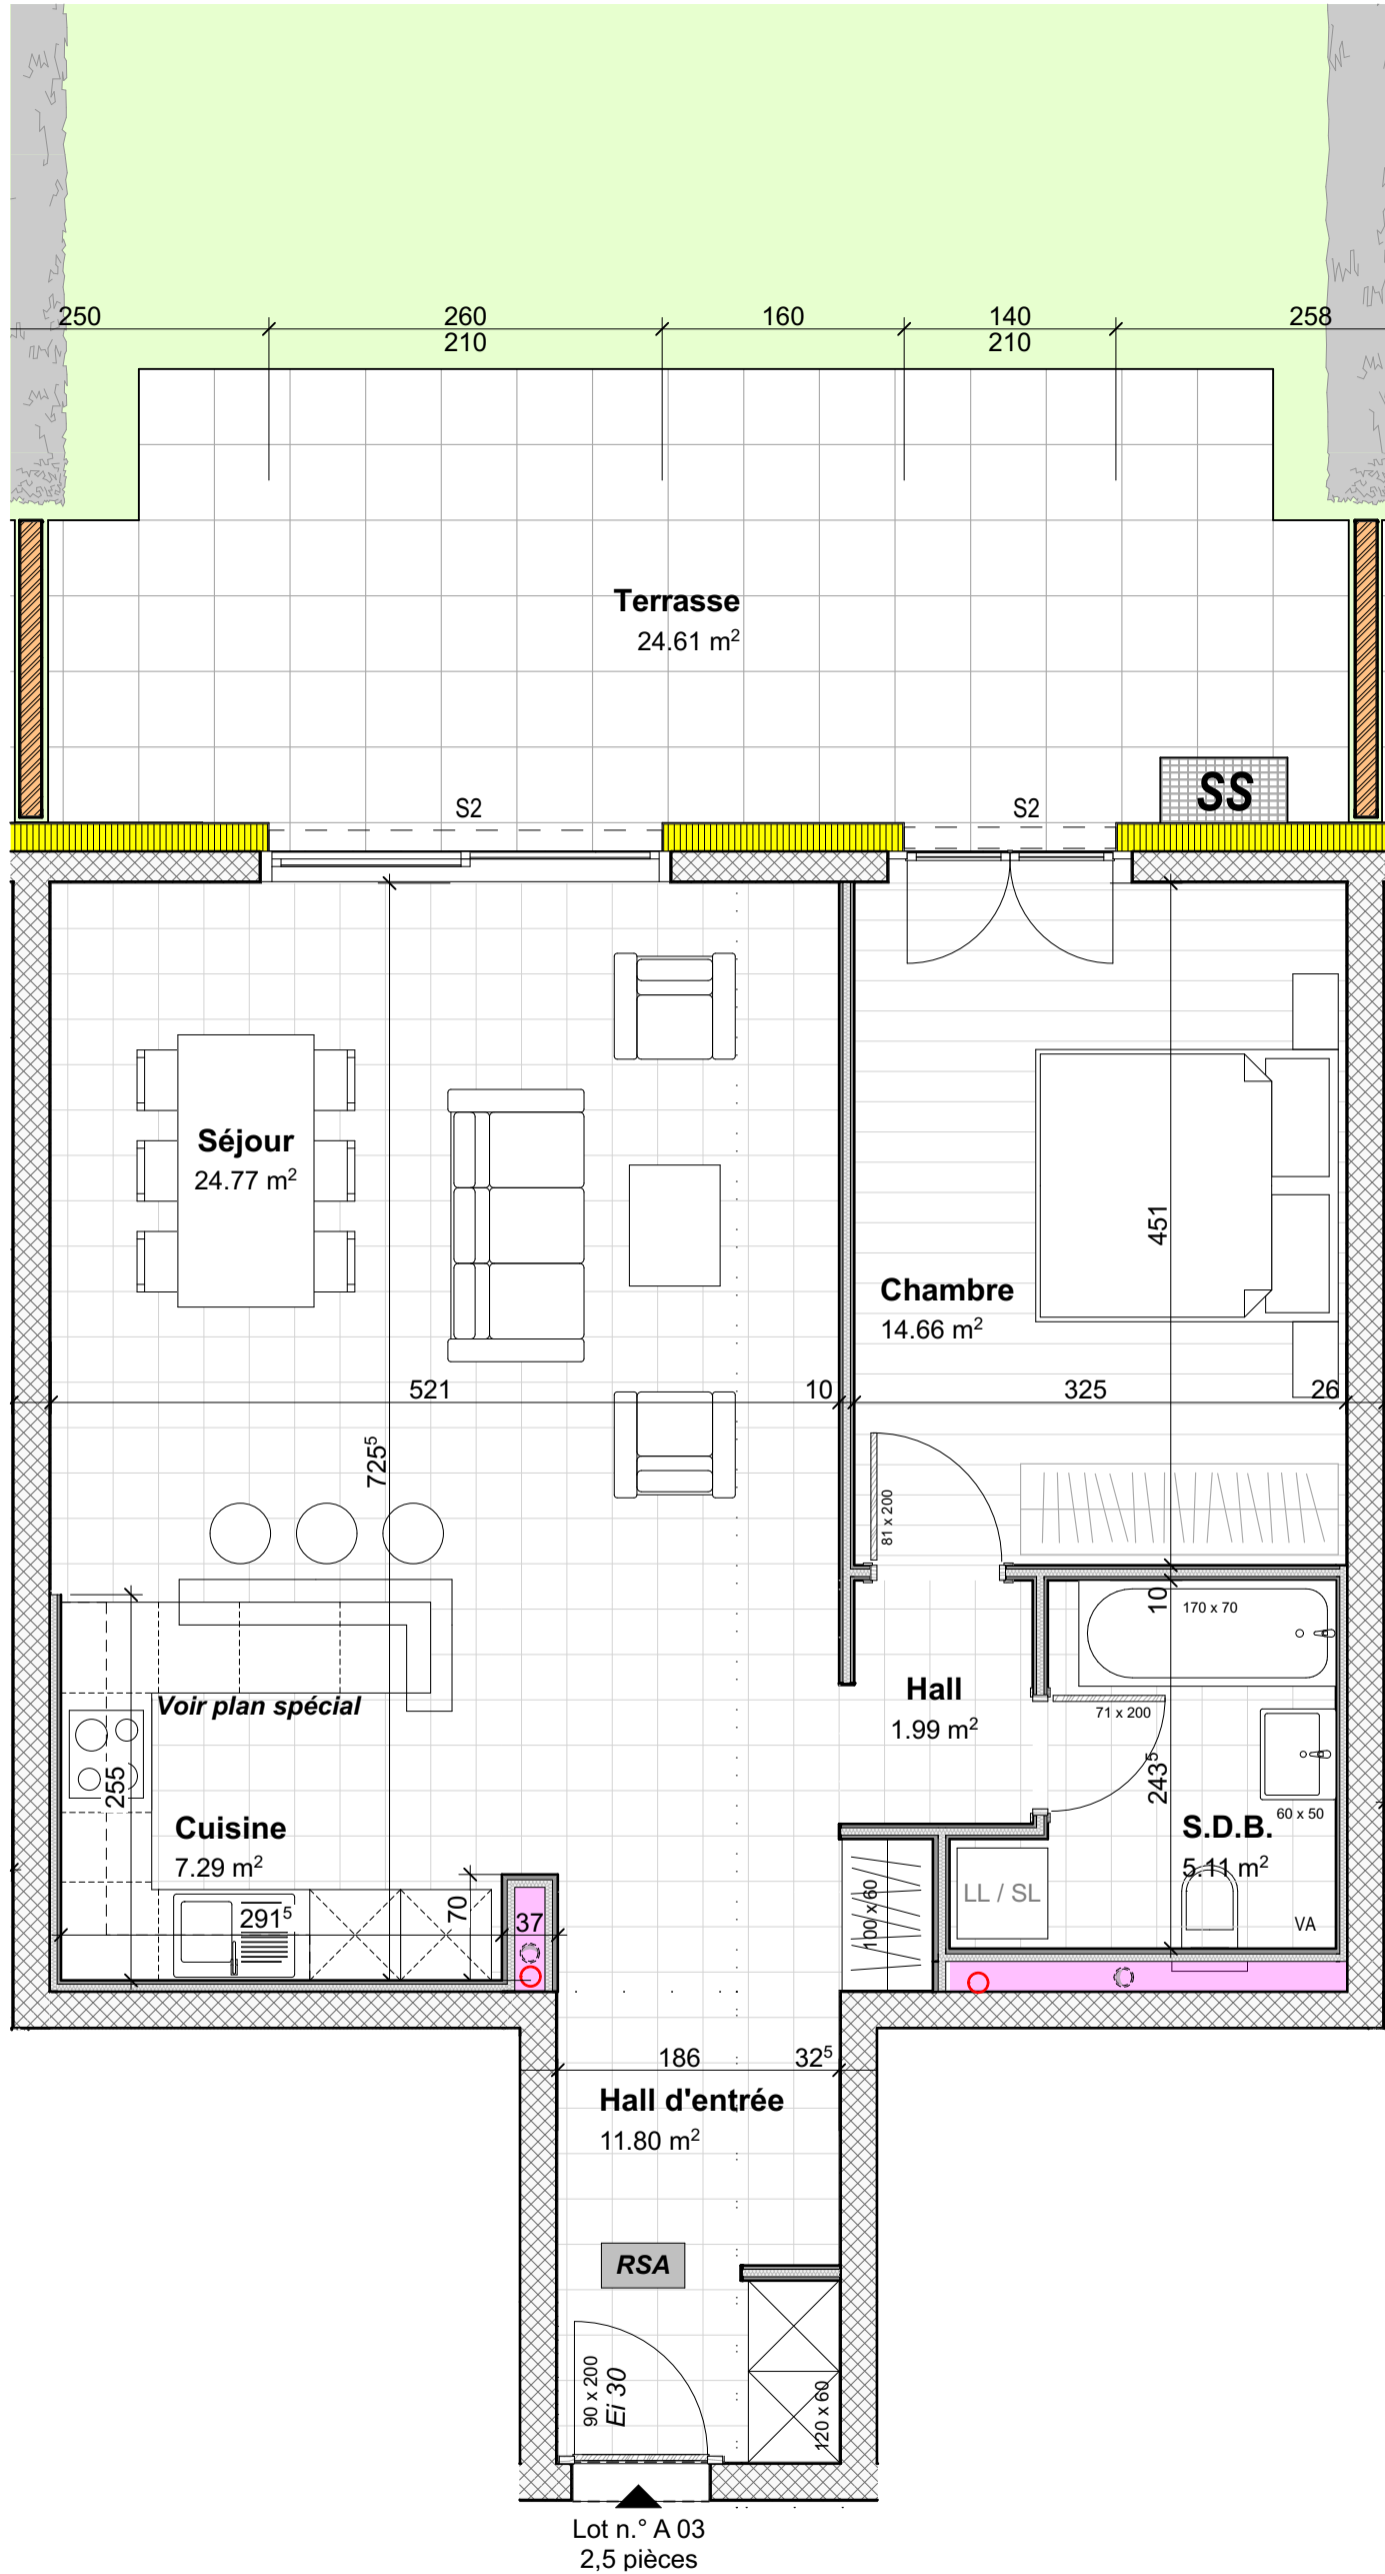 250
260
160
140
258
210
210
Terrasse
24.61 m²
SS
S2
S2
Séjour
24.77 m²
451
Chambre
14.66 m²
521
10
325
26
725⁵
81 x 200
10
170 x 70
Voir plan spécial
Hall
1.99 m²
71 x 200
255
243⁵
60 x 50
Cuisine
7.29 m²
S.D.B.
5.11 m²
LL / SL
70
291⁵
37
100 x 60
VA
186
32⁵
Hall d'entrée
11.80 m²
RSA
90 x 200
Ei 30
120 x 60
Lot n.° A 03
2,5 pièces